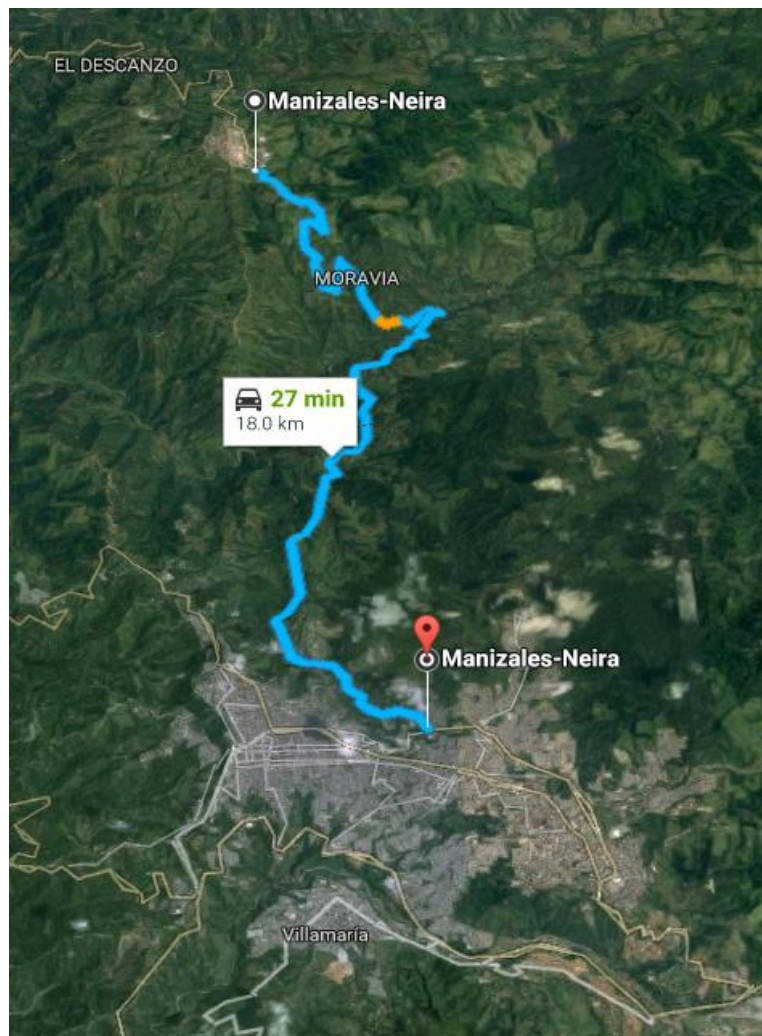 EL DESCANZO
Manizales-Neira
MORAVIA
27 min
18.0 km
Manizales-Neira
Villamaría